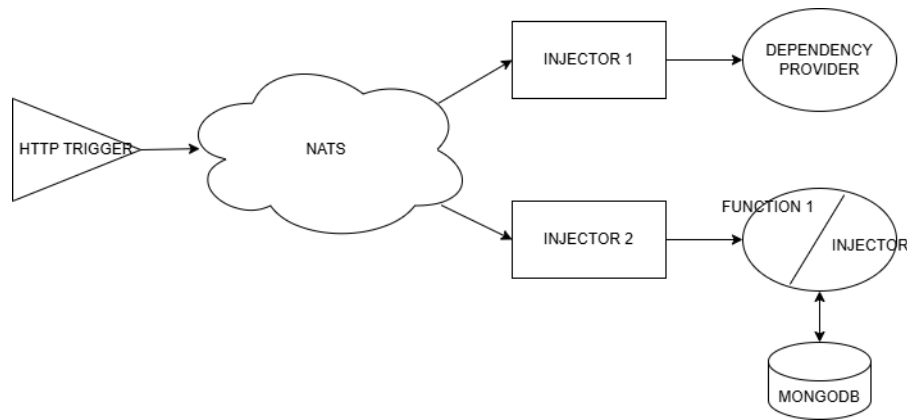 INJECTOR 1
DEPENDENCY
PROVIDER
HTTP TRIGGER
NATS
FUNCTION 1
INJECTOR 2
INJECTOR
MONGODB